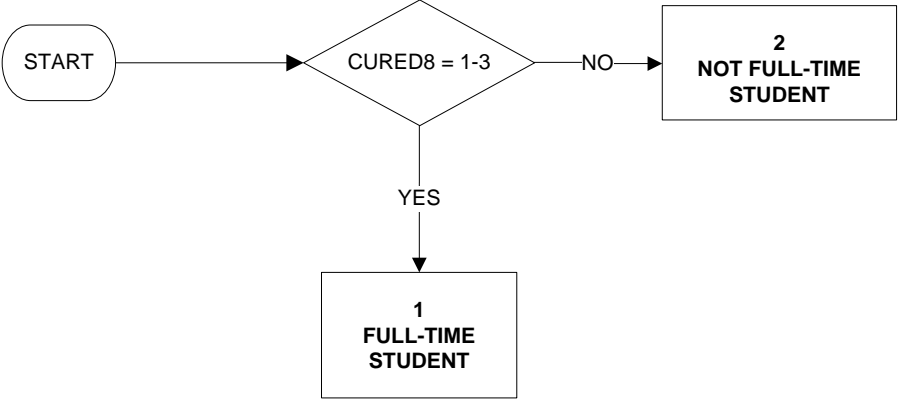 START
CURED8 = 1-3
NO
2
NOT FULL-TIME
STUDENT
YES
1
FULL-TIME
STUDENT